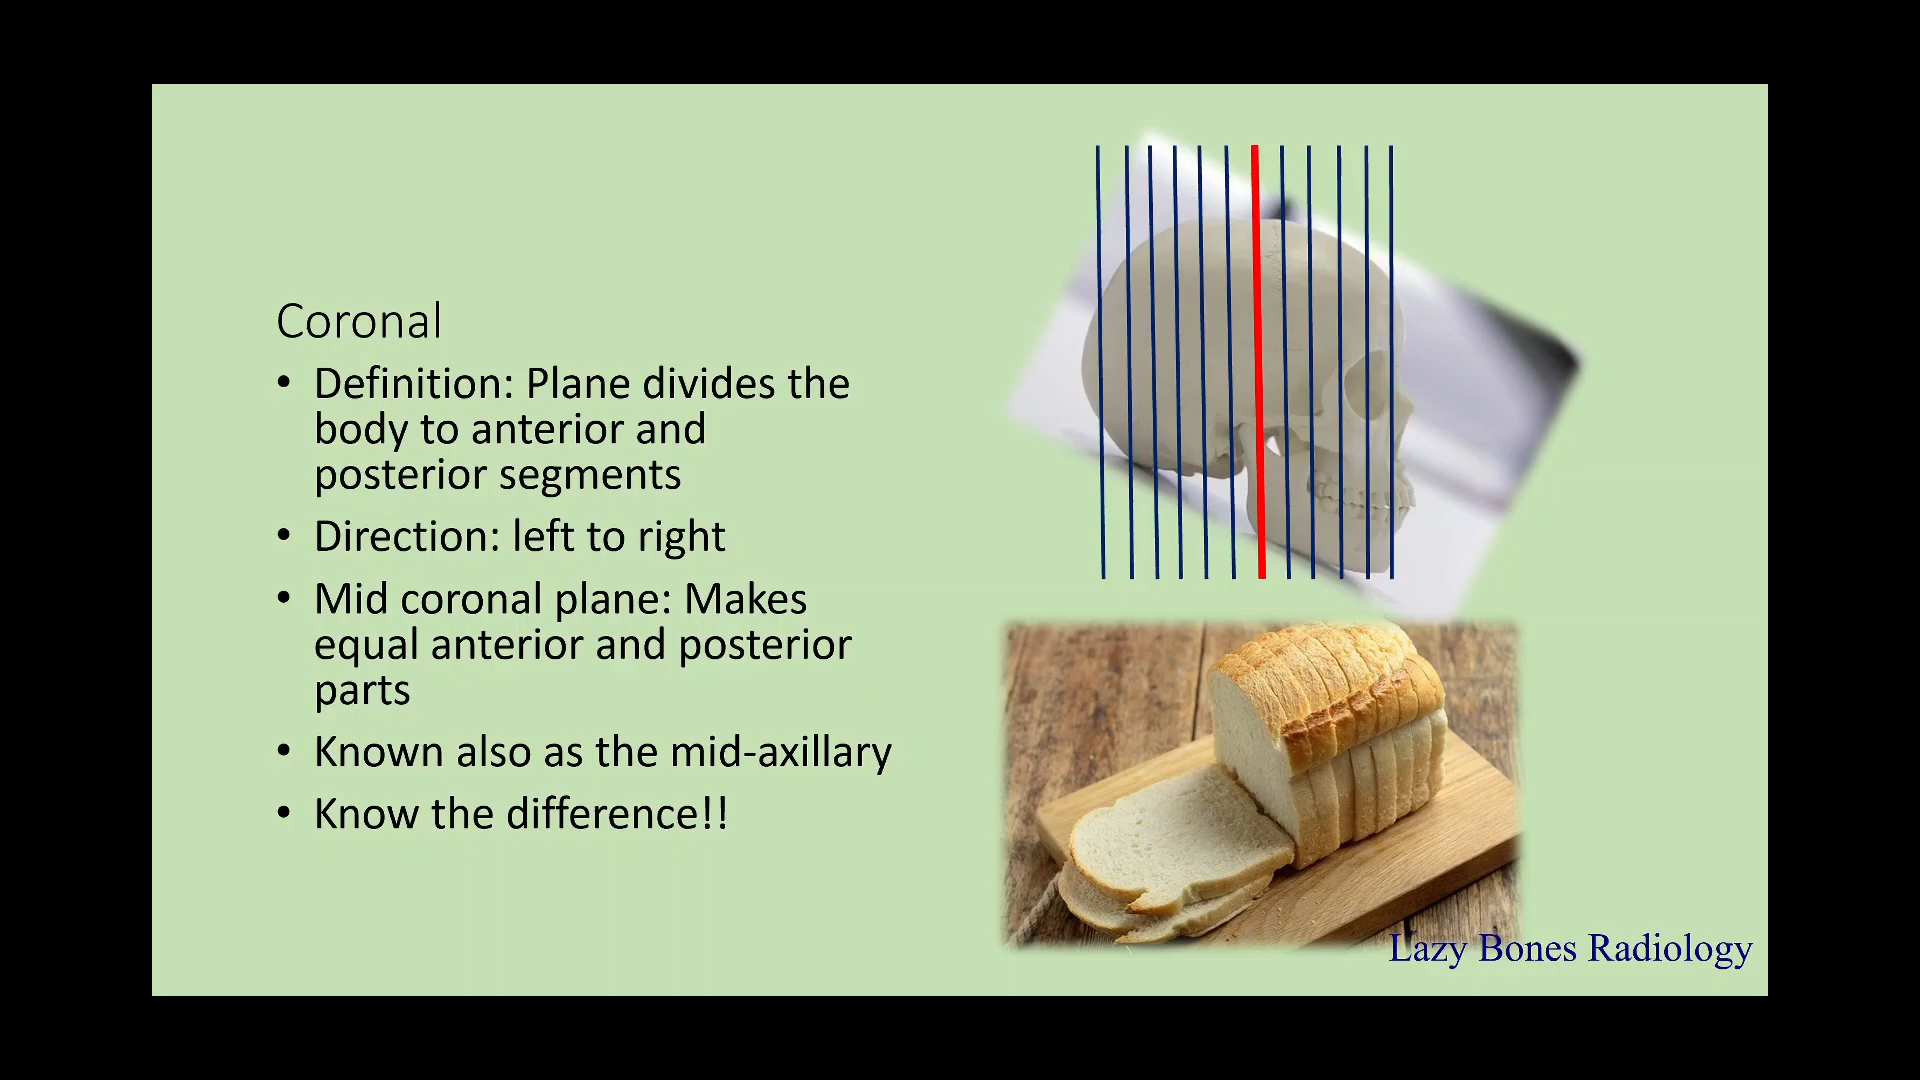 Coronal
• Definition: Plane divides the
body to anterior and
posterior segments
• Direction: left to right
• Mid coronal plane: Makes
equal anterior and posterior
parts
• Known also as the mid-axillary
• Know the difference!!
Lazy Bones Radiology